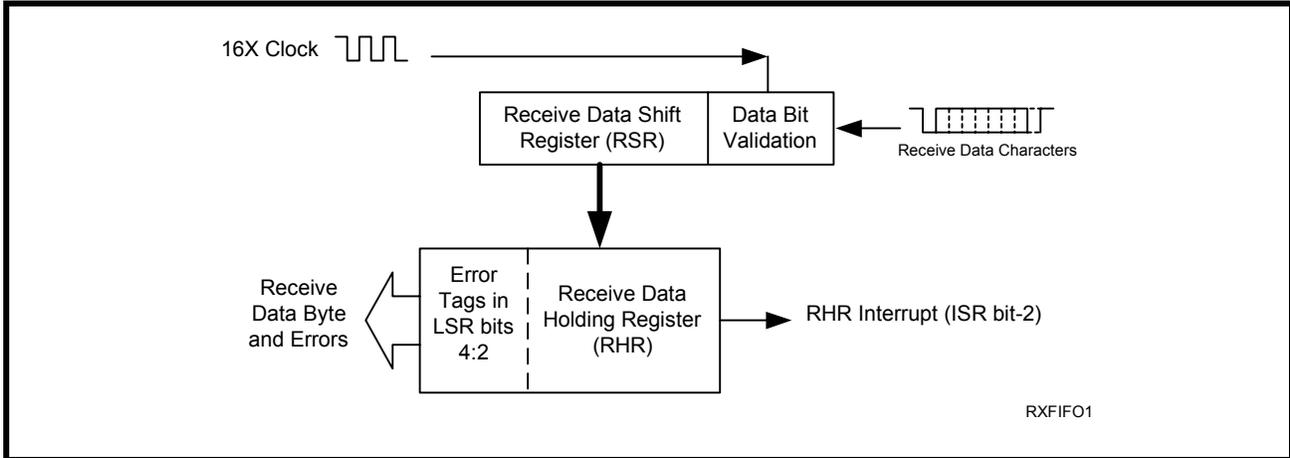 16X Clock
Receive Data Shift
Register (RSR)
Data Bit
Validation
Receive Data Characters
Receive
Data Byte
and Errors
Error
Tags in
LSR bits
4:2
Receive Data
Holding Register
(RHR)
RHR Interrupt (ISR bit-2)
RXFIFO1